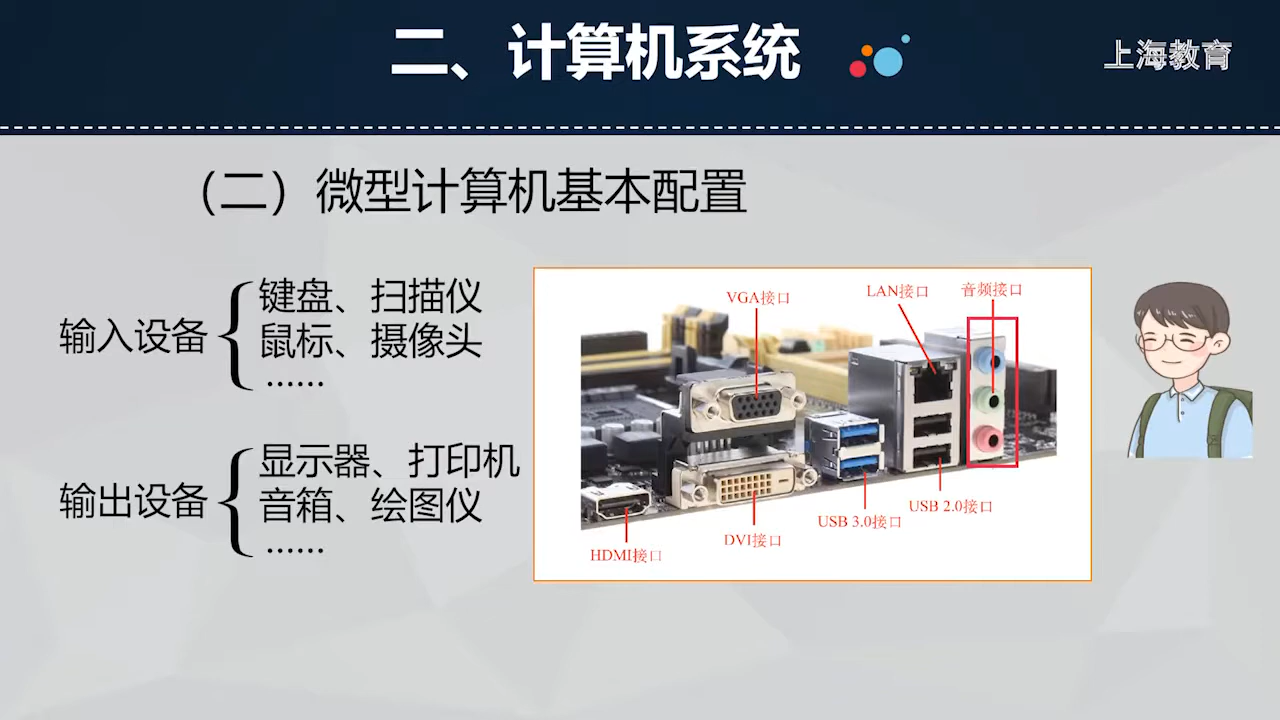 二、计算机系统
上海教育
（二）微型计算机基本配置
输入设备
键盘、扫描仪
鼠标、摄像头
……
输出设备
显示器、打印机
音箱、绘图仪
……
VGA接口
LAN接口
音频接口
HDMI接口
DVI接口
USB 3.0接口
USB 2.0接口